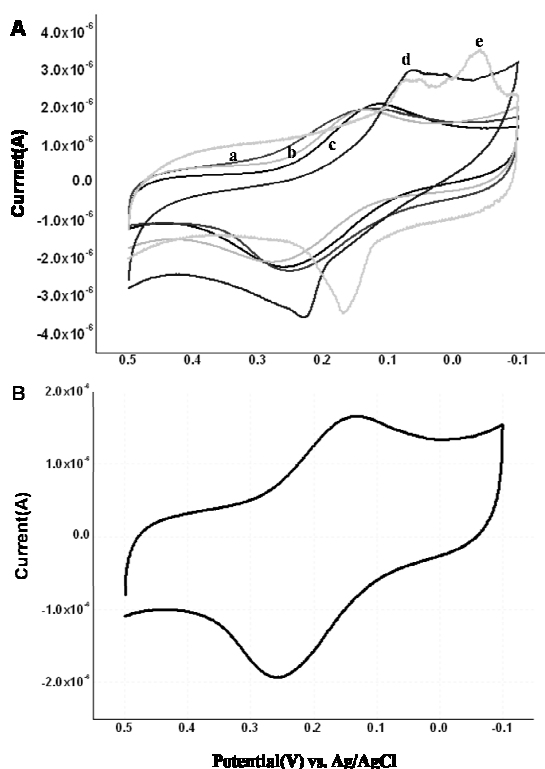 A
4.0x10⁻⁶
3.0x10⁻⁶
2.0x10⁻⁶
1.0x10⁻⁶
0.0
-1.0x10⁻⁶
-2.0x10⁻⁶
-3.0x10⁻⁶
-4.0x10⁻⁶
Currnet(A)
a
b
c
d
e
0.5 0.4 0.3 0.2 0.1 0.0 -0.1
B
2.0x10⁻⁶
1.0x10⁻⁶
0.0
-1.0x10⁻⁶
-2.0x10⁻⁶
Current(A)
0.5 0.4 0.3 0.2 0.1 0.0 -0.1
Potential(V) vs. Ag/AgCl